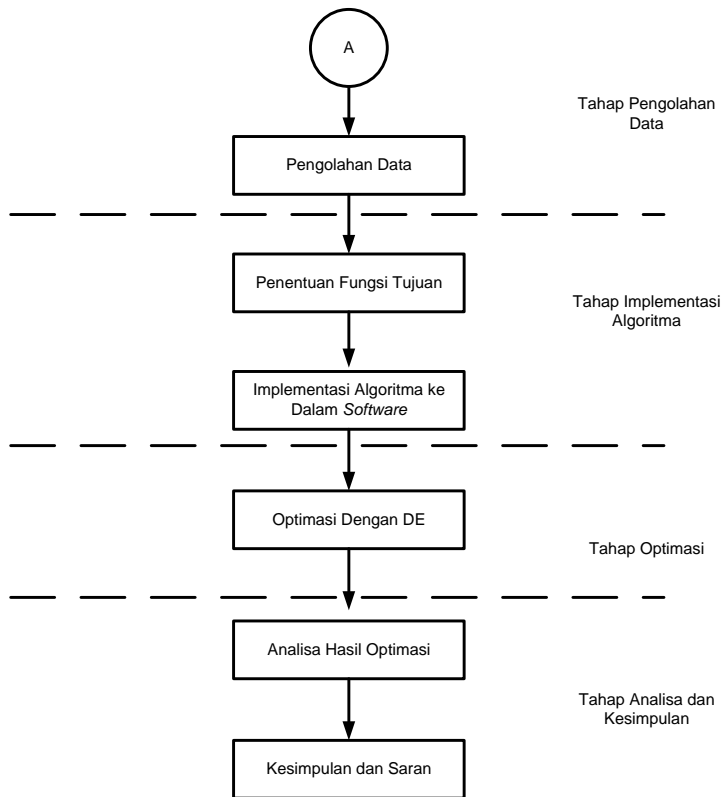 A
Tahap Pengolahan
Data
Pengolahan Data
Penentuan Fungsi Tujuan
Tahap Implementasi
Algoritma
Implementasi Algoritma ke
Dalam Software
Optimasi Dengan DE
Tahap Optimasi
Analisa Hasil Optimasi
Tahap Analisa dan
Kesimpulan
Kesimpulan dan Saran